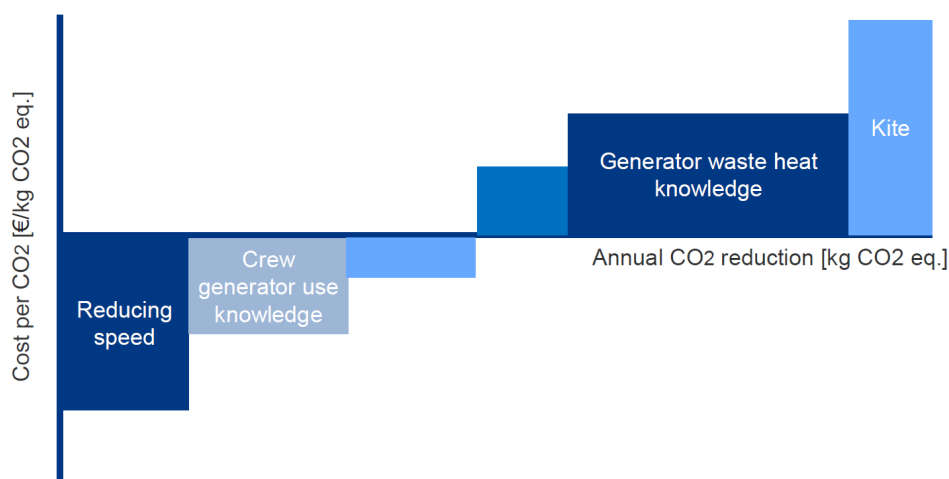 Cost per CO2 [€/kg CO2 eq.]
Reducing
speed
Crew
generator use
knowledge
Generator waste heat
knowledge
Kite
Annual CO2 reduction [kg CO2 eq.]